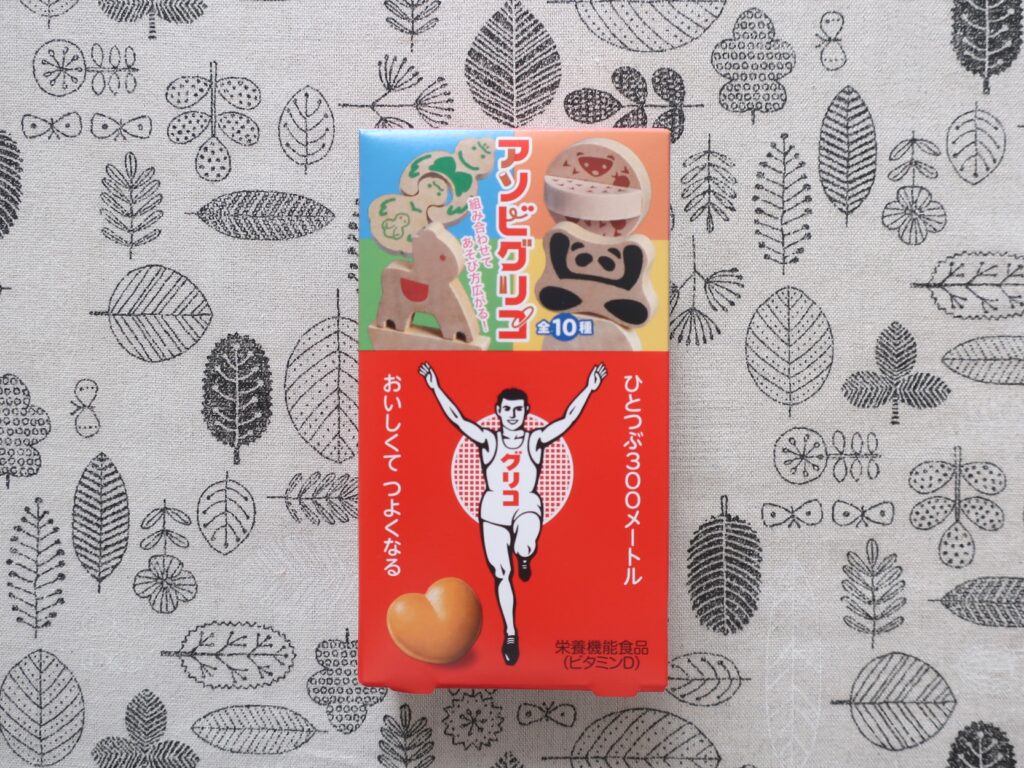 アソビグリコ
組み合わせて
あそび方広がる!
全10種
ひとつぶ300メートル
おいしくて つよくなる
グリコ
栄養機能食品
(ビタミンD)